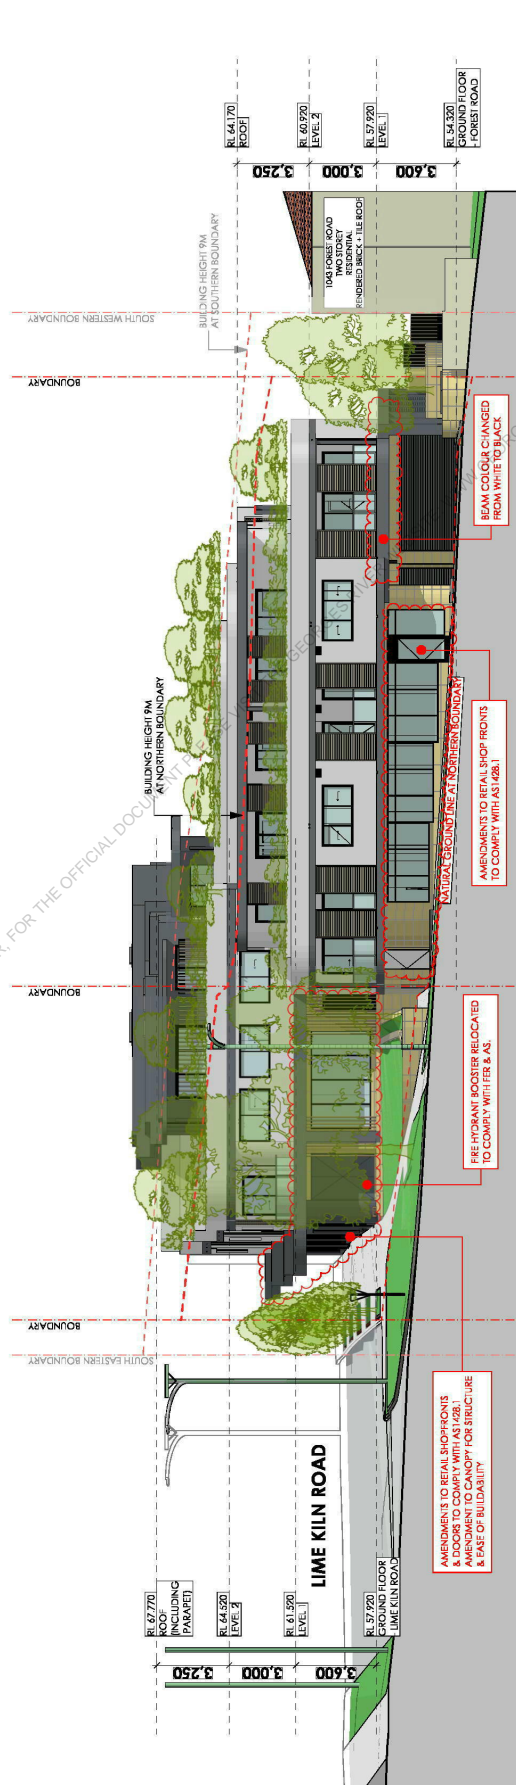 RL 67.770
ROOF
(INCLUDING
PARAPET)
RL 64.520
LEVEL 2
RL 61.520
LEVEL 1
RL 57.920
GROUND FLOOR
- LIME KILN ROAD
3,250
3,000
3,600
LIME KILN ROAD
SOUTH EASTERN BOUNDARY
BOUNDARY
BOUNDARY
BUILDING HEIGHT 9M
AT NORTHERN BOUNDARY
BUILDING HEIGHT 9M
AT SOUTHERN BOUNDARY
BOUNDARY
SOUTH WESTERN BOUNDARY
1043 FOREST ROAD
TWO STOREY
RESIDENTIAL
RENDERED BRICK + TILE ROOF
RL 64.170
ROOF
RL 60.920
LEVEL 2
RL 57.920
LEVEL 1
RL 54.320
GROUND FLOOR
- FOREST ROAD
3,250
3,000
3,600
NATURAL GROUND LINE AT NORTHERN BOUNDARY
AMENDMENTS TO RETAIL SHOPFRONTS
& DOORS TO COMPLY WITH AS1428.1
AMENDMENT TO CANOPY FOR STRUCTURE
& EASE OF BUILDABILITY
FIRE HYDRANT BOOSTER RELOCATED
TO COMPLY WITH FER & AS.
AMENDMENTS TO RETAIL SHOP FRONTS
TO COMPLY WITH AS1428.1
BEAM COLOUR CHANGED
FROM WHITE TO BLACK
FOR THE OFFICIAL DOCUMENT PLEASE GEORGES